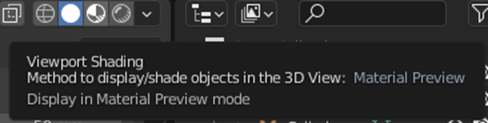 Viewport Shading
Method to display/shade objects in the 3D View: Material Preview
Display in Material Preview mode